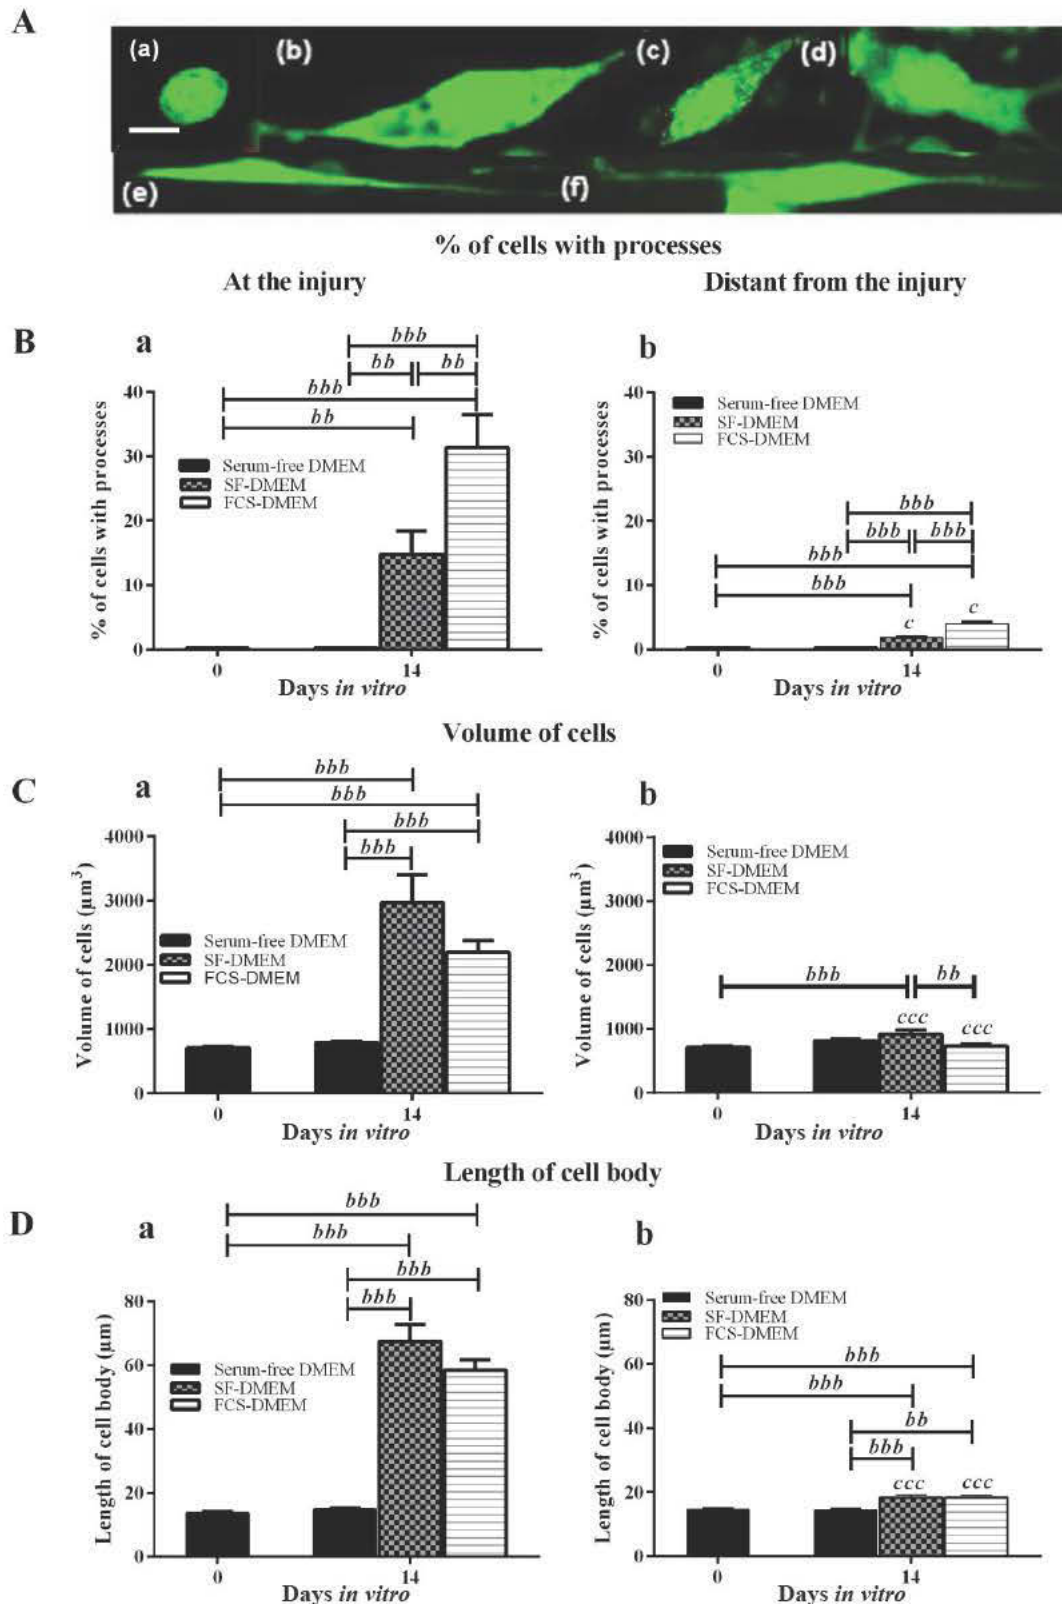 A
(a)
(b)
(c)
(d)
(e)
(f)
% of cells with processes
At the injury
Distant from the injury
B
a
bbb
bb
bb
bbb
bb
40
30
20
10
0
% of cells with processes
Serum-free DMEM
SF-DMEM
FCS-DMEM
0
14
Days in vitro
b
40
30
20
10
0
% of cells with processes
Serum-free DMEM
SF-DMEM
FCS-DMEM
bbb
bbb
bbb
bbb
bbb
c
c
0
14
Days in vitro
Volume of cells
C
a
bbb
bbb
bbb
bbb
4000
3000
2000
1000
0
Volume of cells (µm³)
Serum-free DMEM
SF-DMEM
FCS-DMEM
0
14
Days in vitro
b
4000
3000
2000
1000
0
Volume of cells (µm³)
Serum-free DMEM
SF-DMEM
FCS-DMEM
bbb
bb
ccc
ccc
0
14
Days in vitro
Length of cell body
D
a
bbb
bbb
bbb
bbb
80
60
40
20
0
Length of cell body (µm)
Serum-free DMEM
SF-DMEM
FCS-DMEM
0
14
Days in vitro
b
80
60
40
20
0
Length of cell body (µm)
Serum-free DMEM
SF-DMEM
FCS-DMEM
bbb
bbb
bb
bbb
ccc
ccc
0
14
Days in vitro